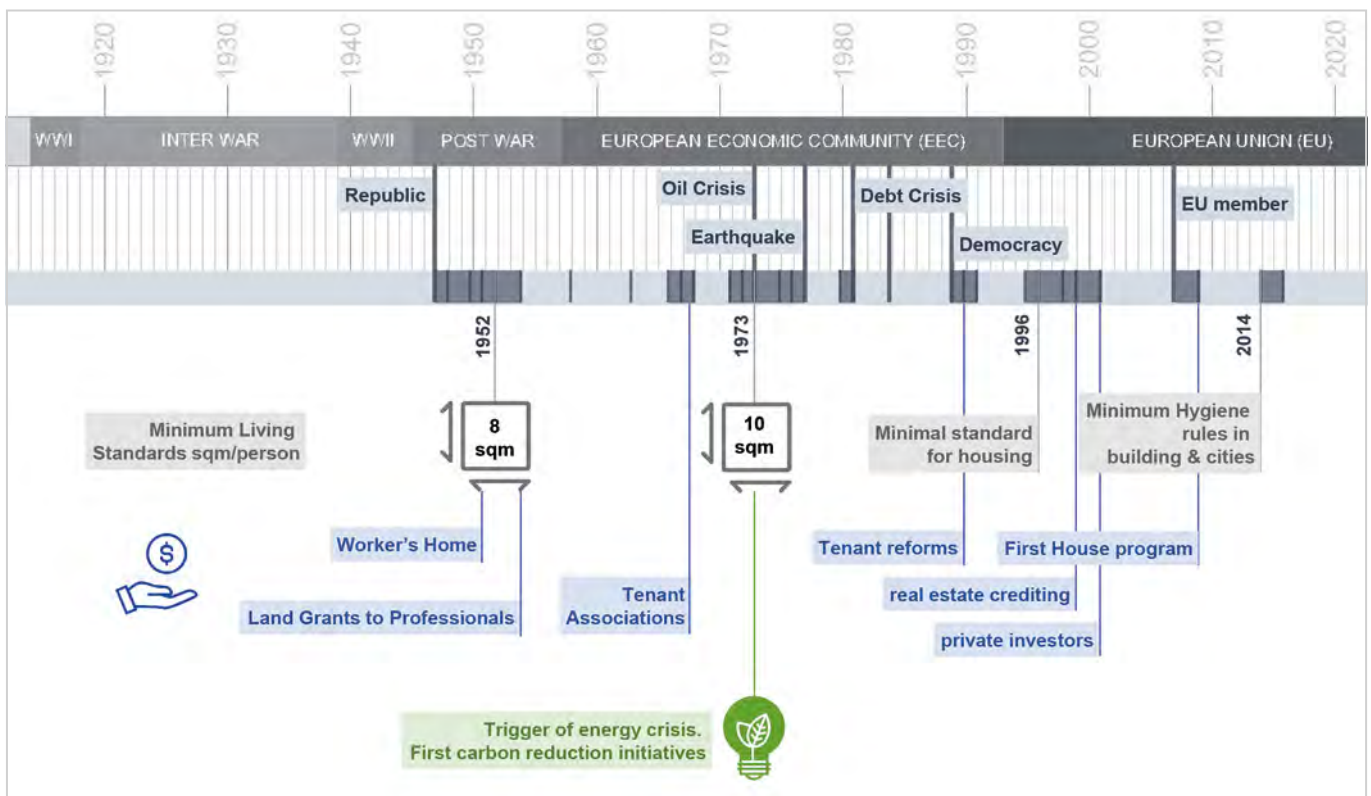 1920
1930
1940
1950
1960
1970
1980
1990
2000
2010
2020
WWI
INTER WAR
WWII
POST WAR
EUROPEAN ECONOMIC COMMUNITY (EEC)
EUROPEAN UNION (EU)
Republic
Oil Crisis
Debt Crisis
EU member
Earthquake
Democracy
1952
1973
1996
2014
Minimum Living
Standards sqm/person
8
sqm
10
sqm
Minimal standard
for housing
Minimum Hygiene
rules in
building & cities
$
Worker's Home
Land Grants to Professionals
Tenant
Associations
Tenant reforms
First House program
real estate crediting
private investors
Trigger of energy crisis.
First carbon reduction initiatives